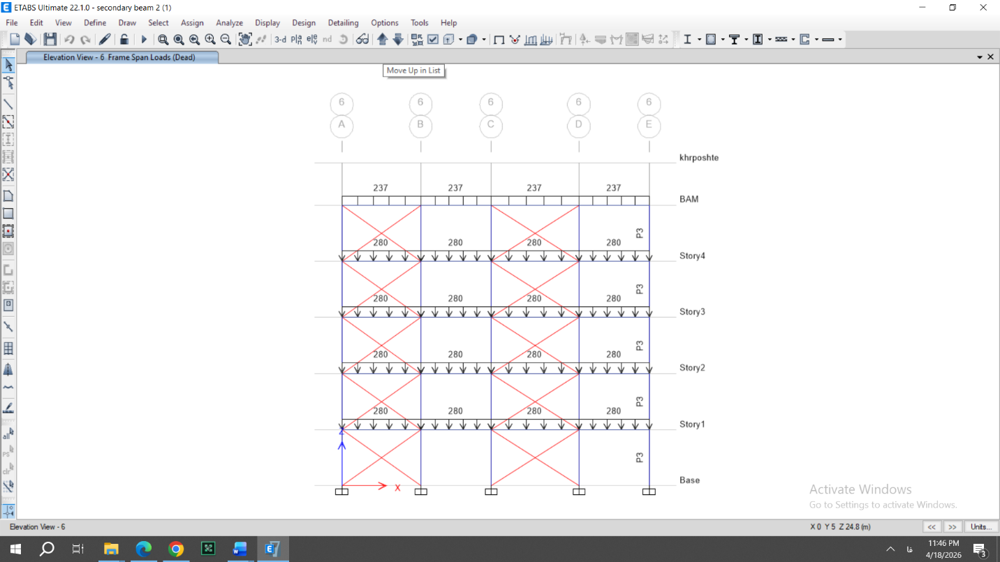 ETABS Ultimate 22.1.0 - secondary beam 2 (1)
File Edit View Define Draw Select Assign Analyze Display Design Detailing Options Tools Help
3-d nd
Elevation View - 6 Frame Span Loads (Dead)
Move Up in List
6 6 6 6 6
A B C D E
khrposhte
237 237 237 237
BAM
P3
280 280 280 280
Story4
P3
280 280 280 280
Story3
P3
280 280 280 280
Story2
P3
280 280 280 280
Story1
Z
P3
Base
X
all
PS
clr
Activate Windows
Go to Settings to activate Windows.
Elevation View - 6
X 0 Y 5 Z 24.8 (m)
<< >> Units...
فا
11:46 PM
4/18/2026
3